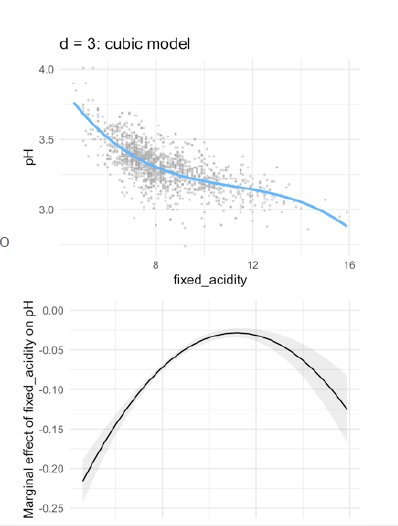 d = 3: cubic model
4.0
3.5
3.0
pH
O
8
12
16
fixed_acidity
0.00
-0.05
-0.10
-0.15
-0.20
-0.25
Marginal effect of fixed_acidity on pH